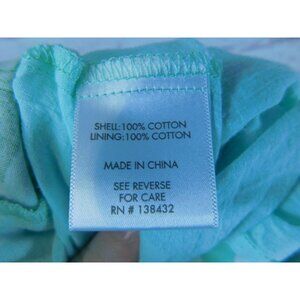 SHELL:100% COTTON
LINING:100% COTTON
MADE IN CHINA
SEE REVERSE
FOR CARE
RN # 138432